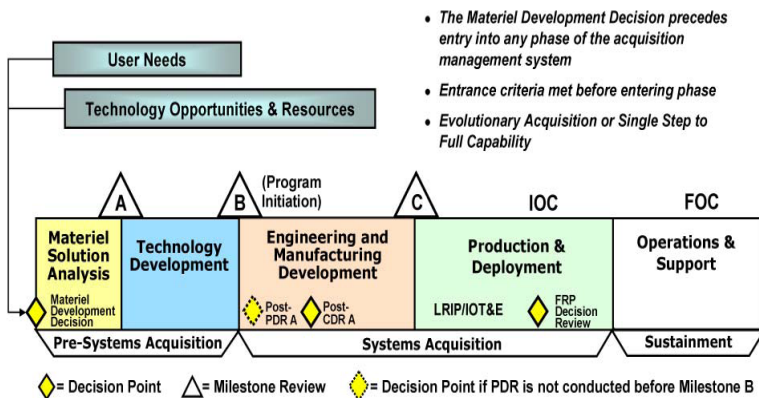 User Needs
Technology Opportunities & Resources
• The Materiel Development Decision precedes
entry into any phase of the acquisition
management system
• Entrance criteria met before entering phase
• Evolutionary Acquisition or Single Step to
Full Capability
A
B
(Program
Initiation)
C
IOC
FOC
Materiel
Solution
Analysis
Materiel
Development
Decision
Technology
Development
Engineering and
Manufacturing
Development
Post-
PDR A
Post-
CDR A
Production &
Deployment
LRIP/IOT&E
FRP
Decision
Review
Operations &
Support
Pre-Systems Acquisition
Systems Acquisition
Sustainment
= Decision Point
= Milestone Review
= Decision Point if PDR is not conducted before Milestone B